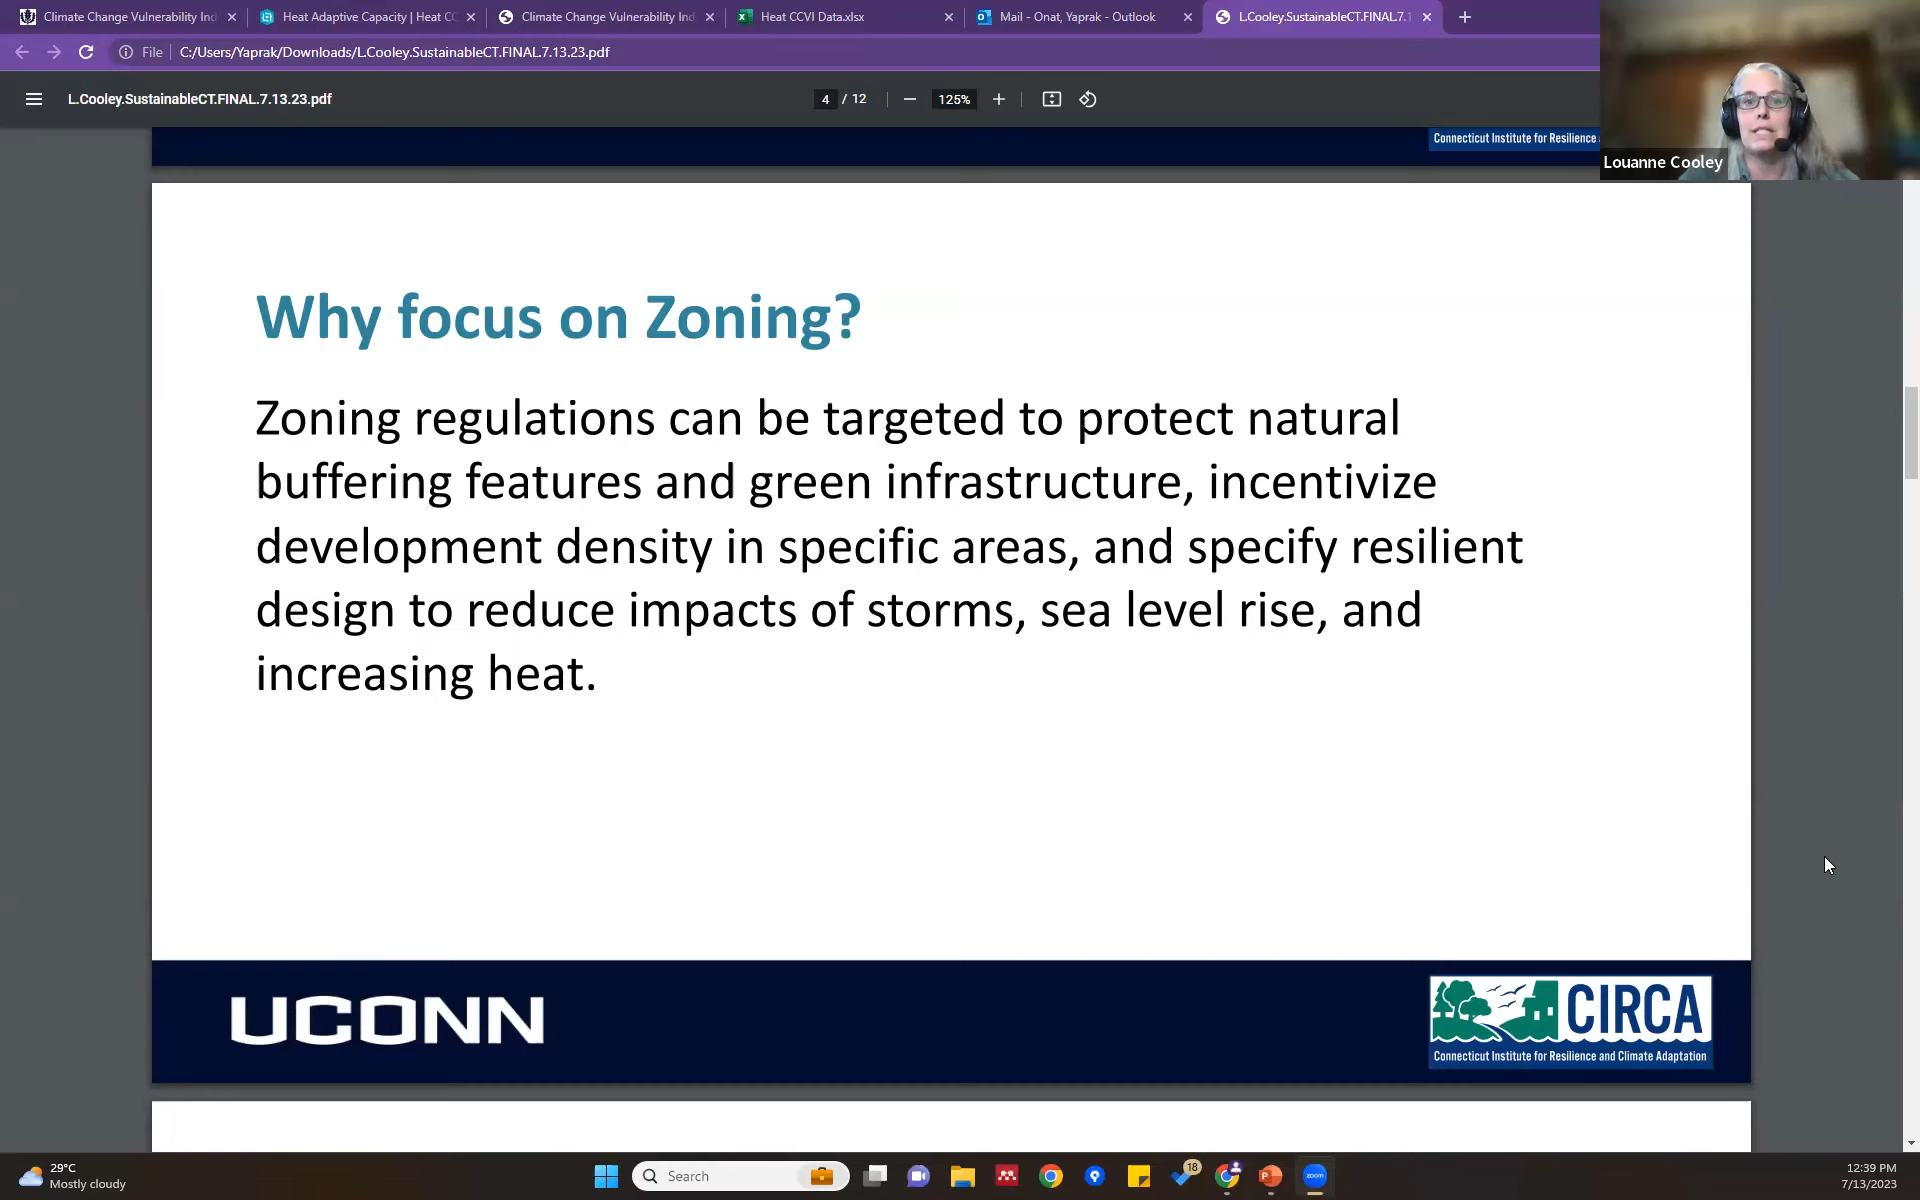 Climate Change Vulnerability Ind
Heat Adaptive Capacity | Heat CC
Climate Change Vulnerability Ind
Heat CCVI Data.xlsx
Mail - Onat, Yaprak - Outlook
L.Cooley.SustainableCT.FINAL.7.1
File
C:/Users/Yaprak/Downloads/L.Cooley.SustainableCT.FINAL.7.13.23.pdf
L.Cooley.SustainableCT.FINAL.7.13.23.pdf
4 / 12
125%
Connecticut Institute for Resilience
Louanne Cooley
Why focus on Zoning?
Zoning regulations can be targeted to protect natural
buffering features and green infrastructure, incentivize
development density in specific areas, and specify resilient
design to reduce impacts of storms, sea level rise, and
increasing heat.
UCONN
CIRCA
Connecticut Institute for Resilience and Climate Adaptation
29°C
Mostly cloudy
Search
18
zoom
12:39 PM
7/13/2023